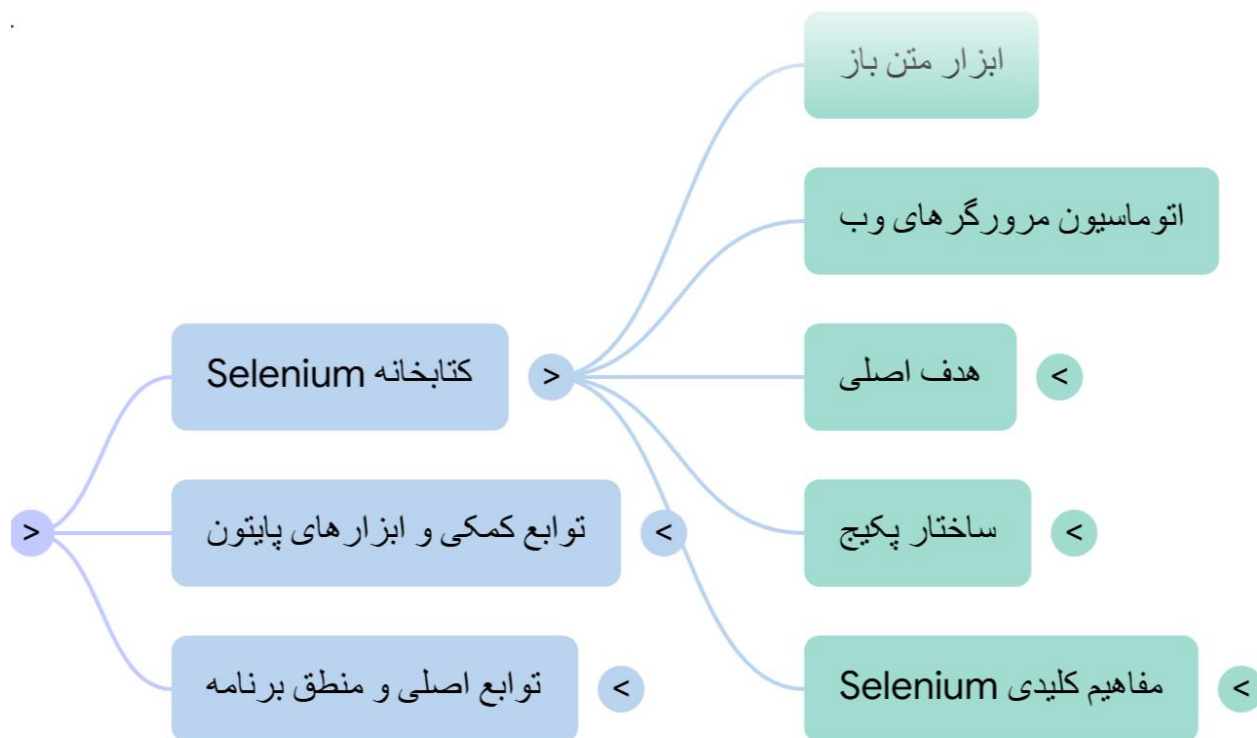 کتابخانه Selenium
توابع کمکی و ابزارهای پایتون
توابع اصلی و منطق برنامه
ابزار متن باز
اتوماسیون مرورگرهای وب
هدف اصلی
ساختار پکیج
مفاهیم کلیدی Selenium